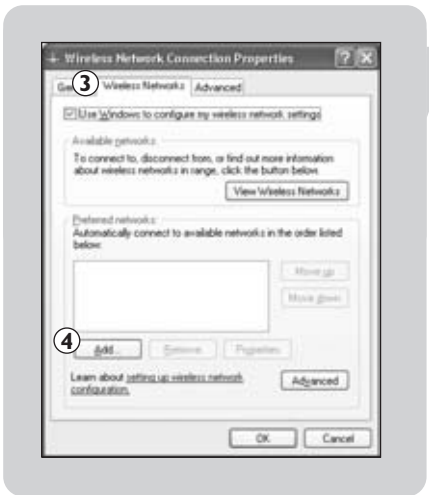 Wireless Network Connection Properties
Ge ③ Wireless Networks Advanced
Use Windows to configure my wireless network settings
Available networks:
To connect to, disconnect from, or find out more information
about wireless networks in range, click the button below.
View Wireless Networks
Preferred networks:
Automatically connect to available networks in the order listed
below:
Move up
Move down
④
Add... Remove Properties
Learn about setting up wireless network
configuration.
Advanced
OK Cancel